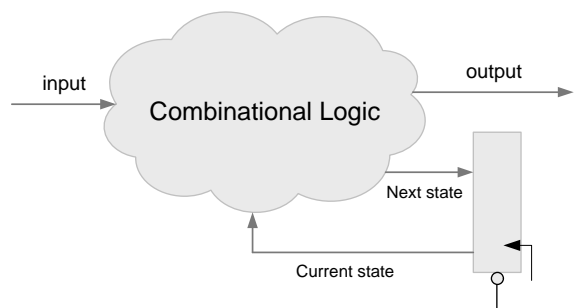 input
output
Combinational Logic
Next state
Current state